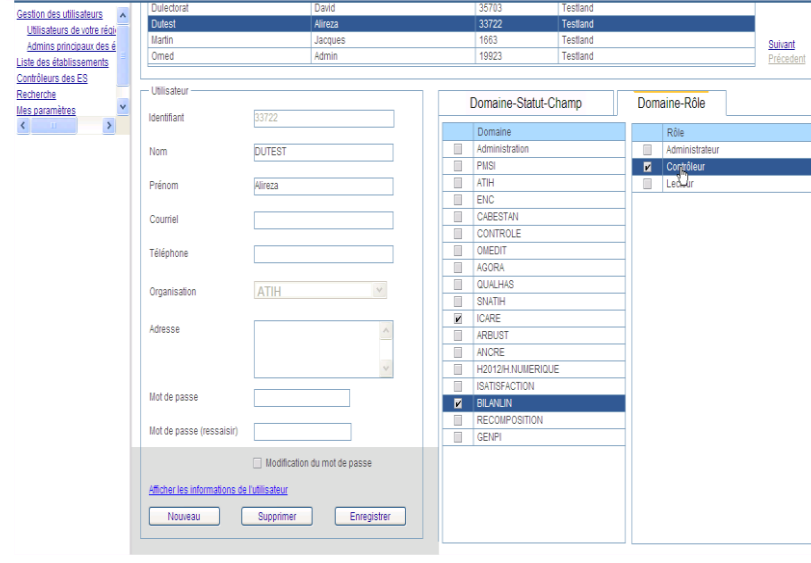 Gestion des utilisateurs
Utilisateurs de votre régi
Admins principaux des é
Liste des établissements
Contrôleurs des ES
Recherche
Mes paramètres
Dulectorat David 35703 Testland
Dutest Alireza 33722 Testland
Martin Jacques 1663 Testland
Omed Admin 19923 Testland
Suivant
Précedent
Utilisateur
Identifiant 33722
Nom DUTEST
Prénom Alireza
Courriel
Téléphone
Organisation ATIH
Adresse
Mot de passe
Mot de passe (ressaisir)
Modification du mot de passe
Afficher les informations de l'utilisateur
Nouveau Supprimer Enregistrer
Domaine-Statut-Champ Domaine-Rôle
Domaine
Administration
PMSI
ATIH
ENC
CABESTAN
CONTROLE
OMEDIT
AGORA
QUALHAS
SNATIH
ICARE
ARBUST
ANCRE
H2012/H.NUMERIQUE
ISATISFACTION
BILANLIN
RECOMPOSITION
GENPI
Rôle
Administrateur
Contrôleur
Lecteur